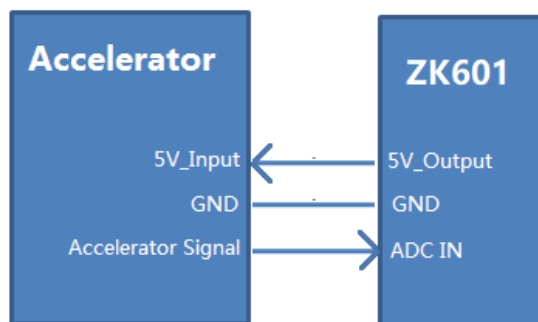 Accelerator
5V_Input
GND
Accelerator Signal
ZK601
5V_Output
GND
ADC IN